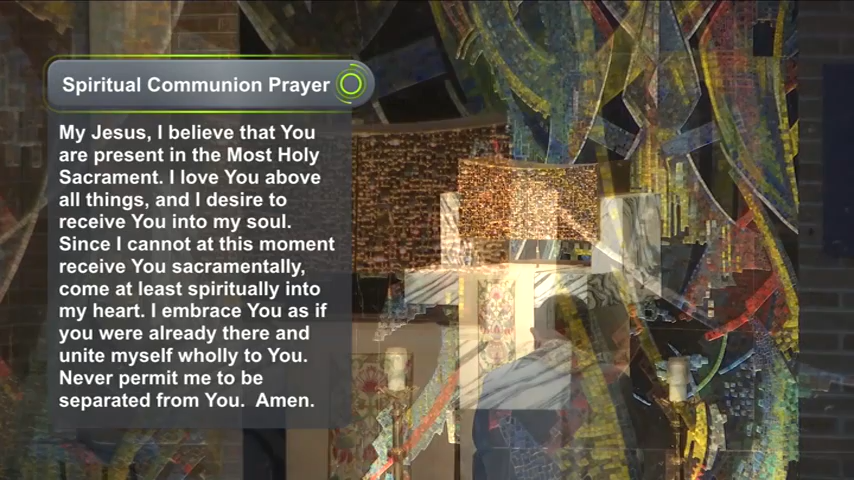 Spiritual Communion Prayer
My Jesus, I believe that You
are present in the Most Holy
Sacrament. I love You above
all things, and I desire to
receive You into my soul.
Since I cannot at this moment
receive You sacramentally,
come at least spiritually into
my heart. I embrace You as if
you were already there and
unite myself wholly to You.
Never permit me to be
separated from You.  Amen.